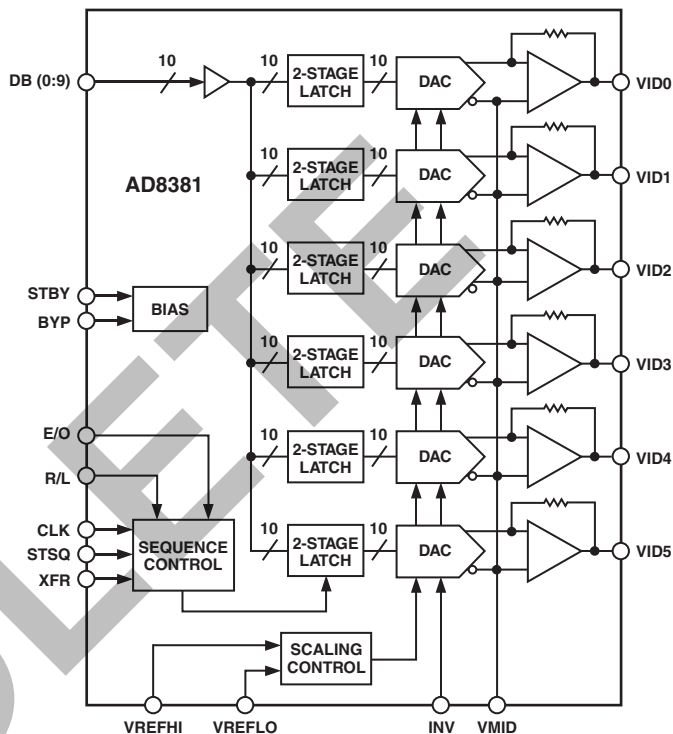 DB (0:9)
10
10
2-STAGE
LATCH
10
DAC
VID0
AD8381
10
2-STAGE
LATCH
10
DAC
VID1
10
2-STAGE
LATCH
10
DAC
VID2
STBY
BYP
BIAS
10
2-STAGE
LATCH
10
DAC
VID3
E/O
R/L
10
2-STAGE
LATCH
10
DAC
VID4
CLK
STSQ
XFR
SEQUENCE
CONTROL
10
2-STAGE
LATCH
10
DAC
VID5
SCALING
CONTROL
VREFHI
VREFLO
INV
VMID
OLETE